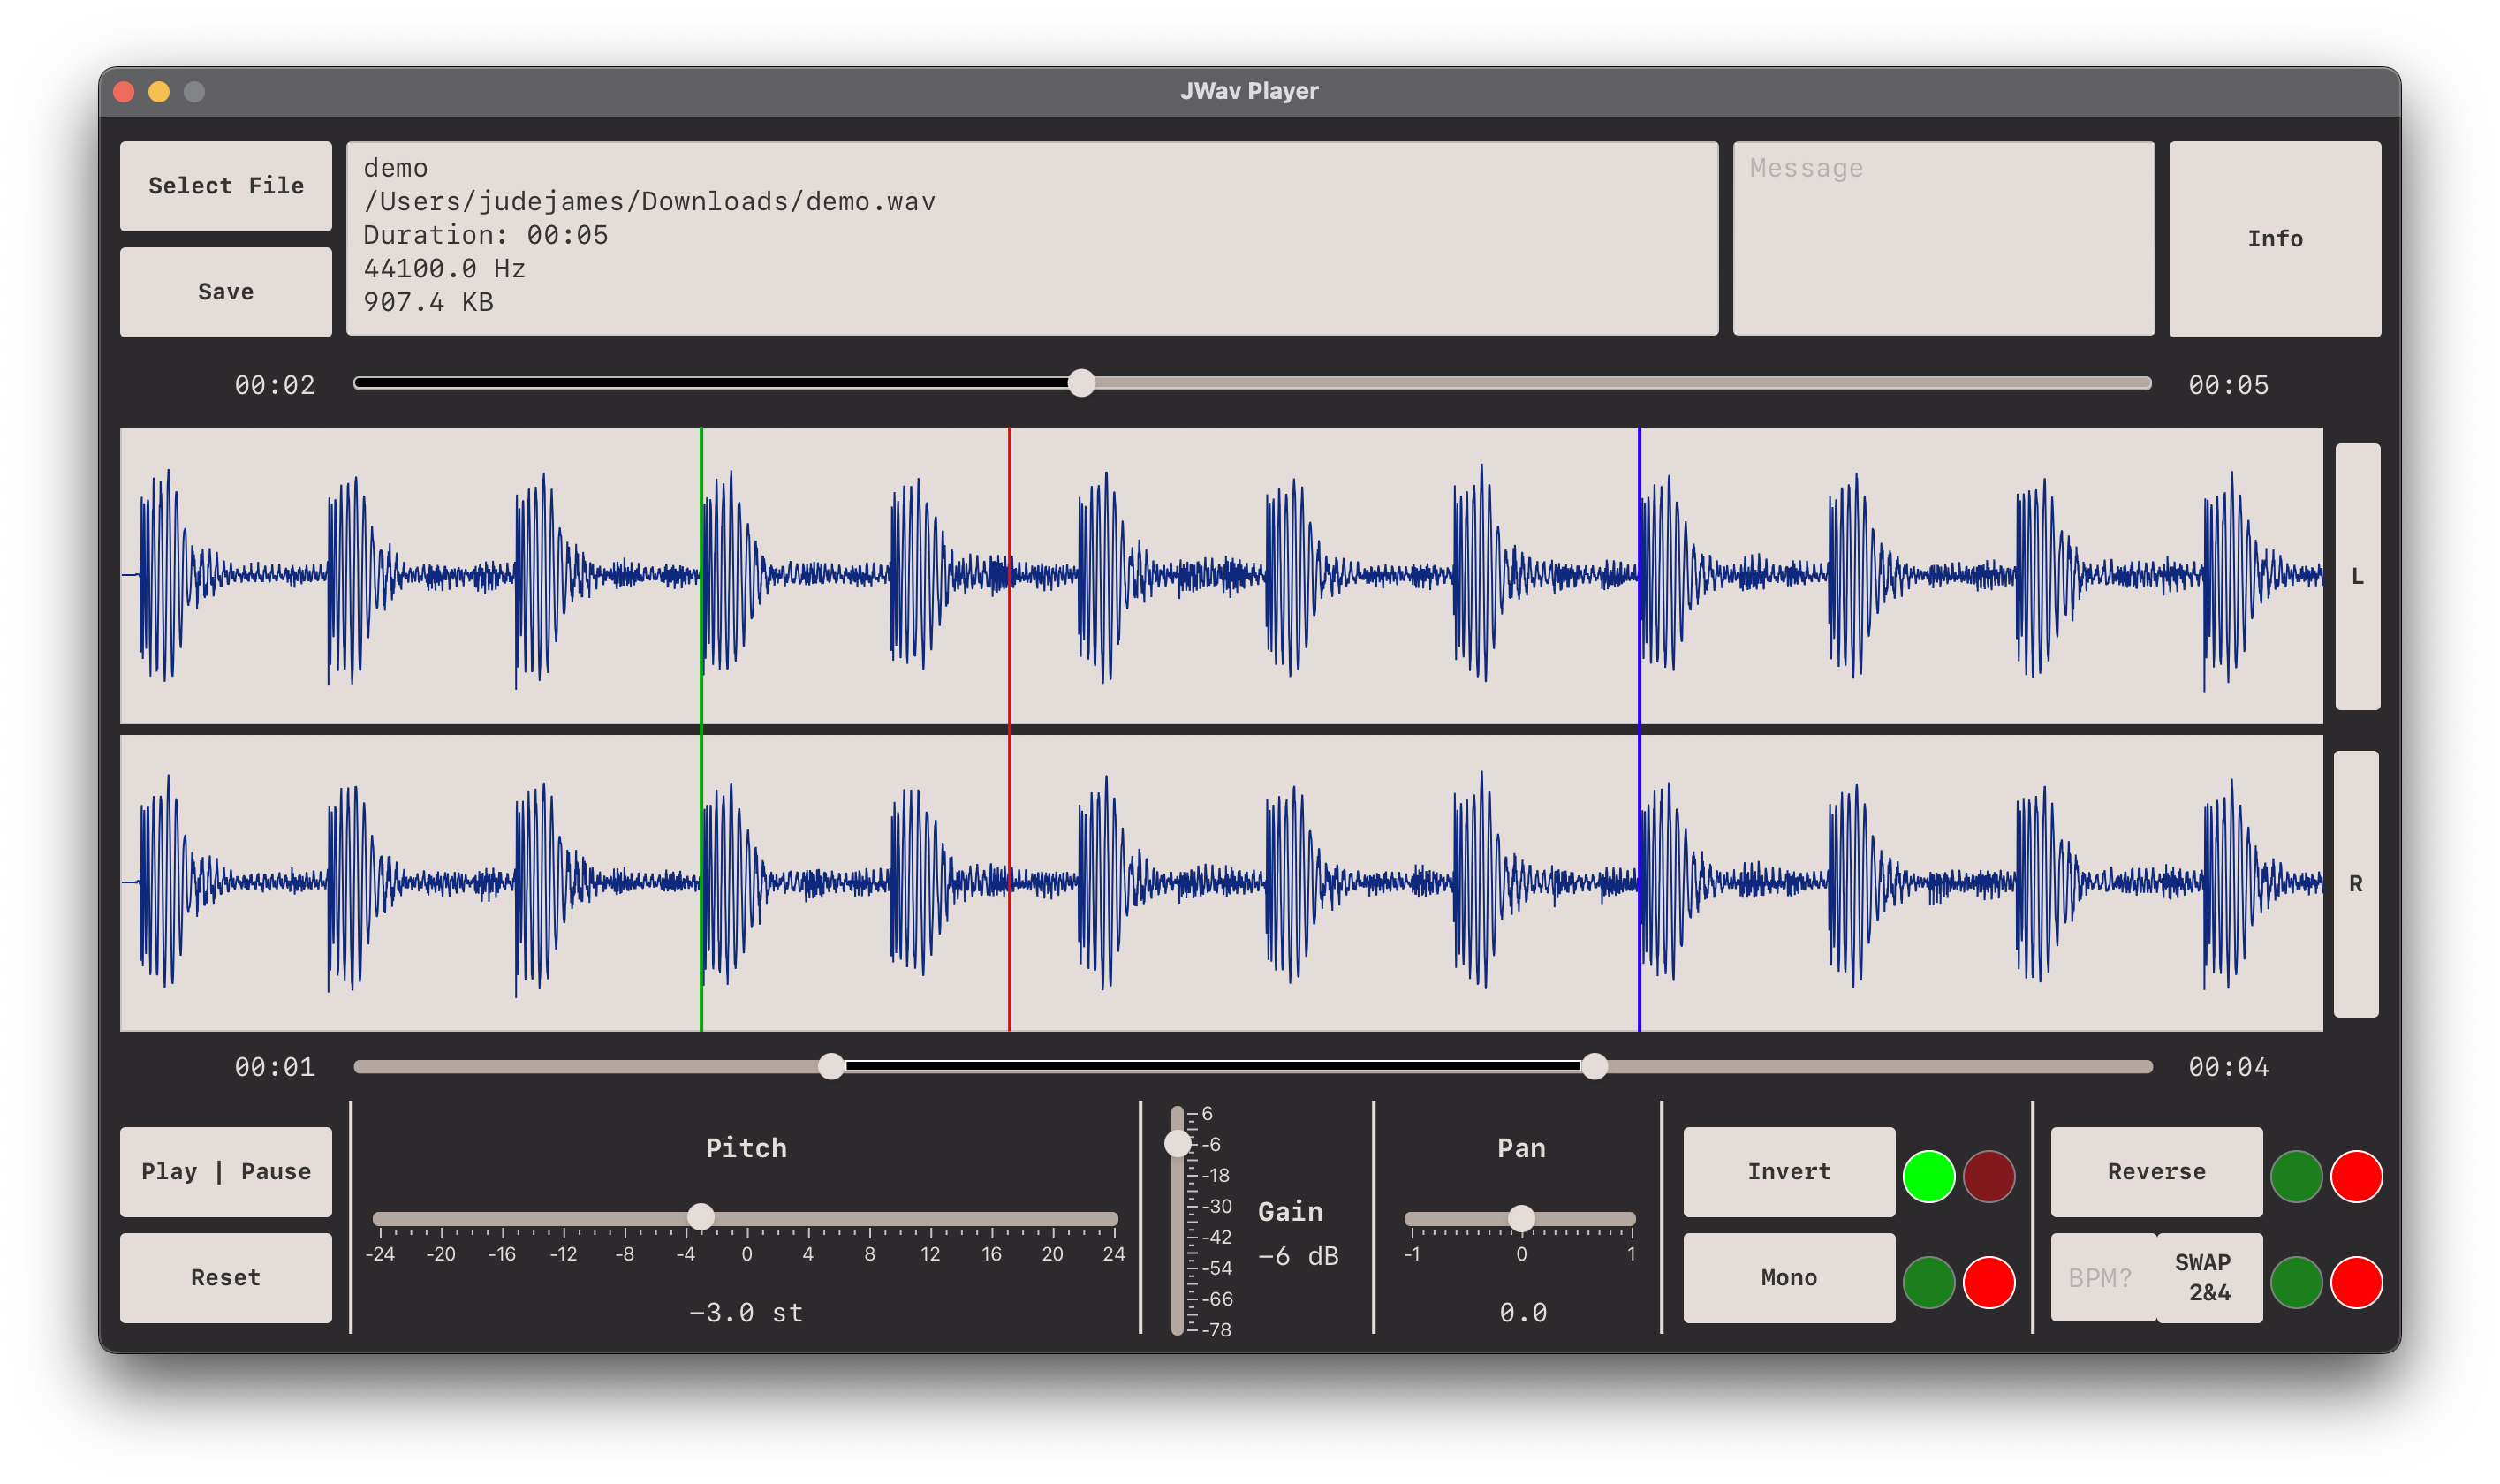 JWav Player
Select File
Save
demo
/Users/judejames/Downloads/demo.wav
Duration: 00:05
44100.0 Hz
907.4 KB
Message
Info
00:02
00:05
L
R
00:01
00:04
Play | Pause
Reset
Pitch
-24 -20 -16 -12 -8 -4 0 4 8 12 16 20 24
-3.0 st
6
-6
-18
-30
-42
-54
-66
-78
Gain
-6 dB
Pan
-1 0 1
0.0
Invert
Mono
Reverse
BPM?
SWAP
2&4